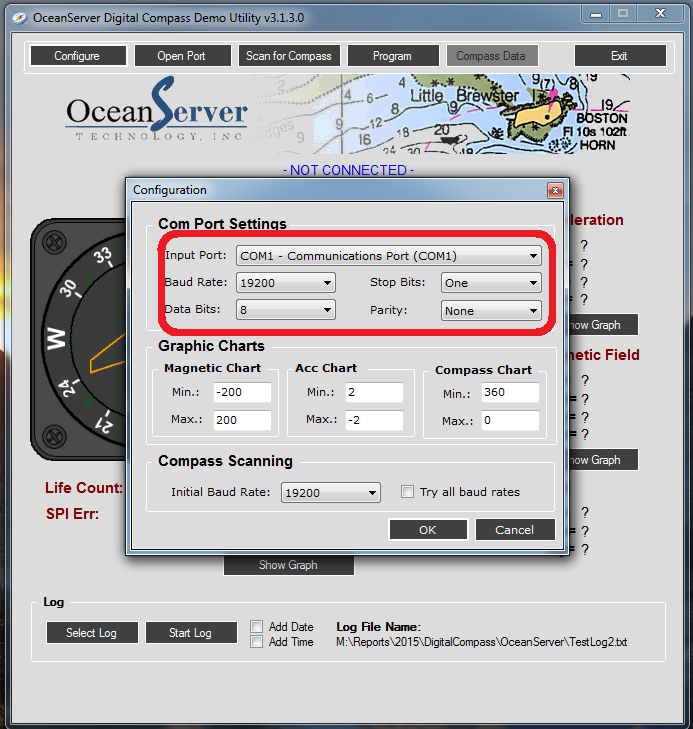 OceanServer Digital Compass Demo Utility v3.1.3.0
Configure Open Port Scan for Compass Program Compass Data Exit
OceanServer
TECHNOLOGY, INC
Little Brewster
BOSTON
Fl 10s 102ft
HORN
- NOT CONNECTED -
Configuration
Com Port Settings
Input Port: COM1 - Communications Port (COM1)
Baud Rate: 19200 Stop Bits: One
Data Bits: 8 Parity: None
Graphic Charts
Magnetic Chart Acc Chart Compass Chart
Min.: -200 Min.: 2 Min.: 360
Max.: 200 Max.: -2 Max.: 0
Compass Scanning
Initial Baud Rate: 19200 Try all baud rates
OK Cancel
leration
= ?
= ?
= ?
= ?
how Graph
netic Field
= ?
= ?
= ?
= ?
how Graph
= ?
= ?
= ?
33
30
W
24
21
Life Count:
SPI Err:
Show Graph
Log
Select Log Start Log
Add Date
Add Time
Log File Name:
M:\Reports\2015\DigitalCompass\OceanServer\TestLog2.txt